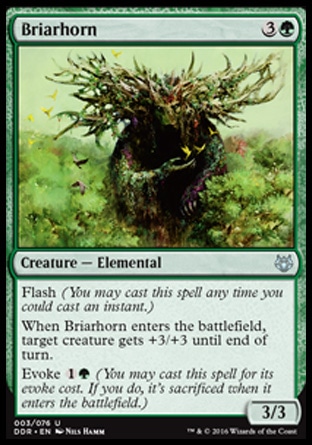 Briarhorn 3
Creature — Elemental
Flash (You may cast this spell any time you
could cast an instant.)
When Briarhorn enters the battlefield,
target creature gets +3/+3 until end of
turn.
Evoke 1 (You may cast this spell for its
evoke cost. If you do, it's sacrificed when it
enters the battlefield.)
3/3
003/076 U
DDR • EN Nils Hamm ™ & © 2016 Wizards of the Coast